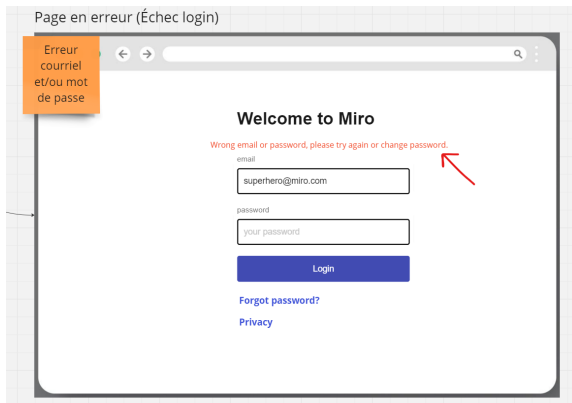 Page en erreur (Échec login)
Erreur
courriel
et/ou mot
de passe
Welcome to Miro
Wrong email or password, please try again or change password.
email
superhero@miro.com
password
your password
Login
Forgot password?
Privacy